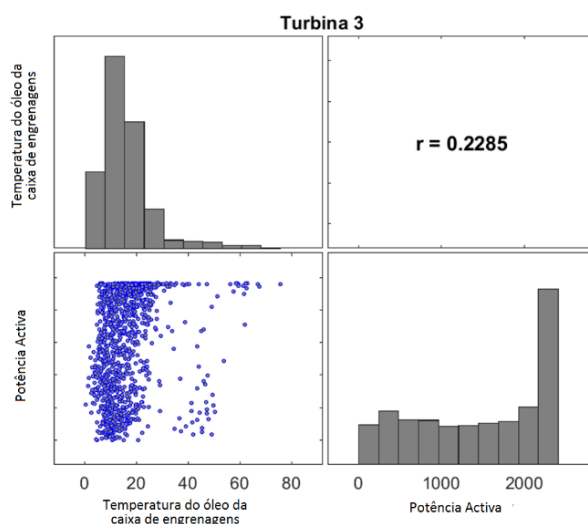 Turbina 3
Temperatura do óleo da
caixa de engrenagens
r = 0.2285
Potência Activa
0 20 40 60 80
Temperatura do óleo da
caixa de engrenagens
0 1000 2000
Potência Activa